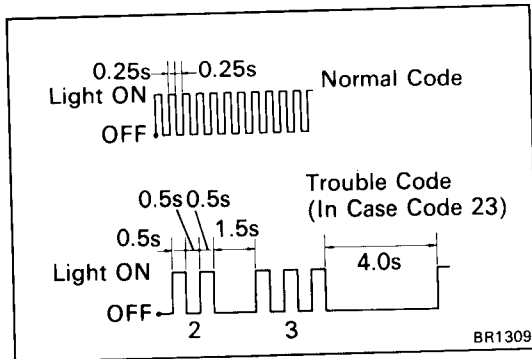 0.25s 0.25s
Normal Code
Light ON
OFF
Trouble Code
(In Case Code 23)
0.5s 0.5s
0.5s 1.5s
4.0s
Light ON
OFF
2 3
BR1309